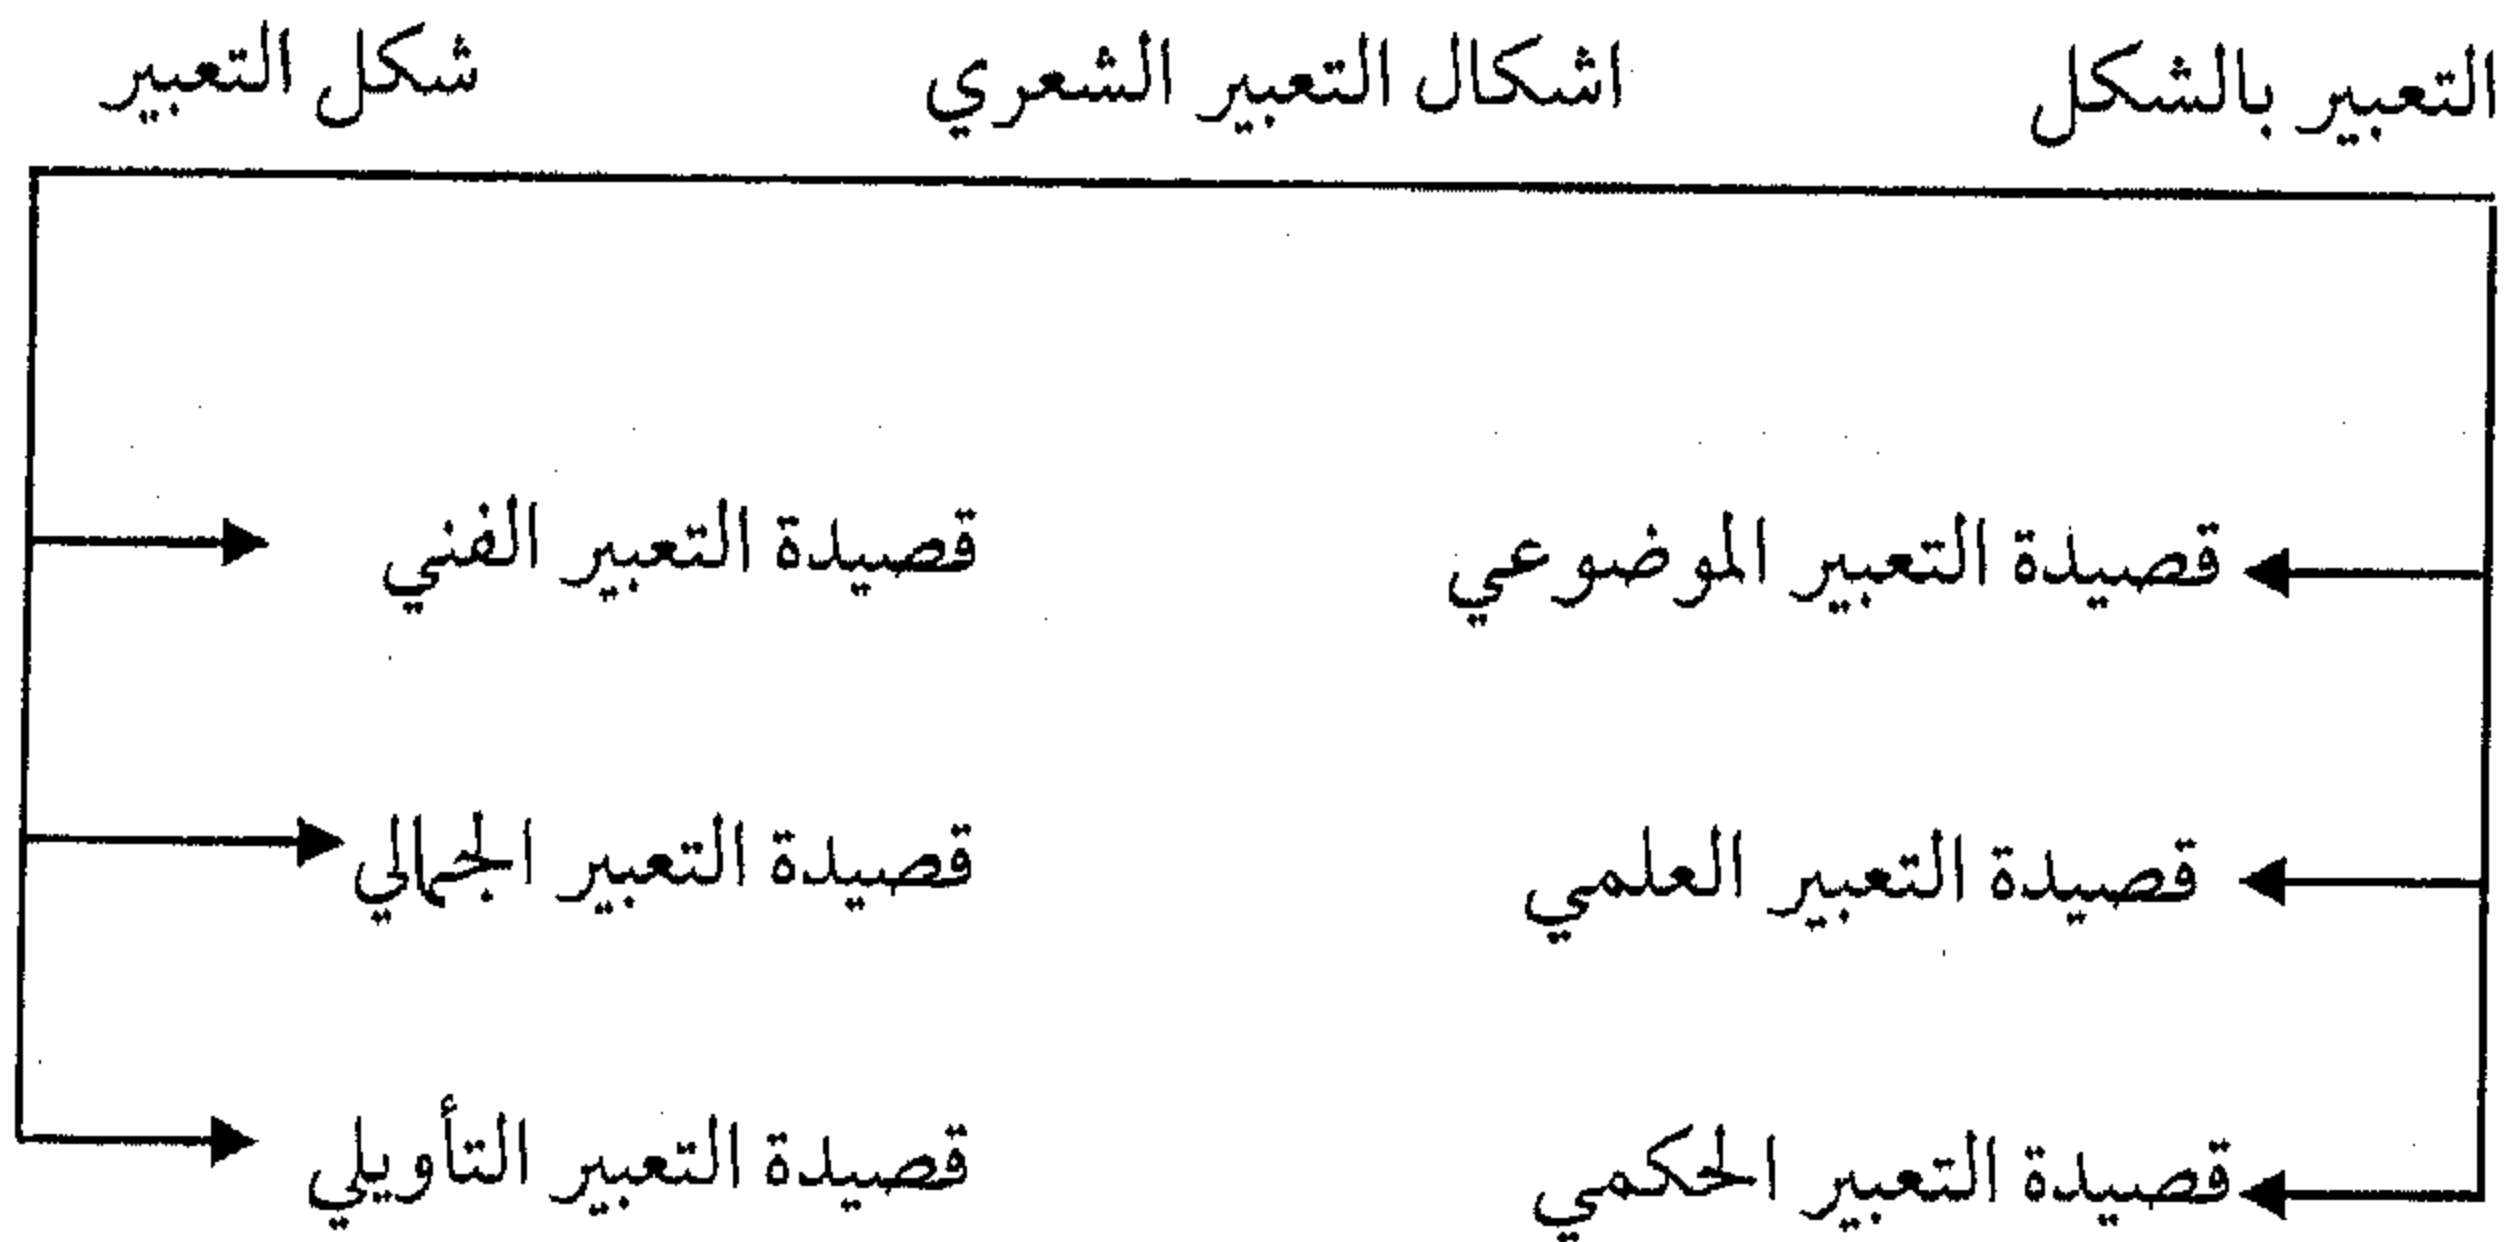 التعبير بالشكل اشكال التعبير الشعري شكل التعبير
قصيدة التعبير الموضوعي قصيدة التعبير الفني
قصيدة التعبير العلمي قصيدة التعبير الجمالي
قصيدة التعبير الحكمي قصيدة التعبير التأويلي